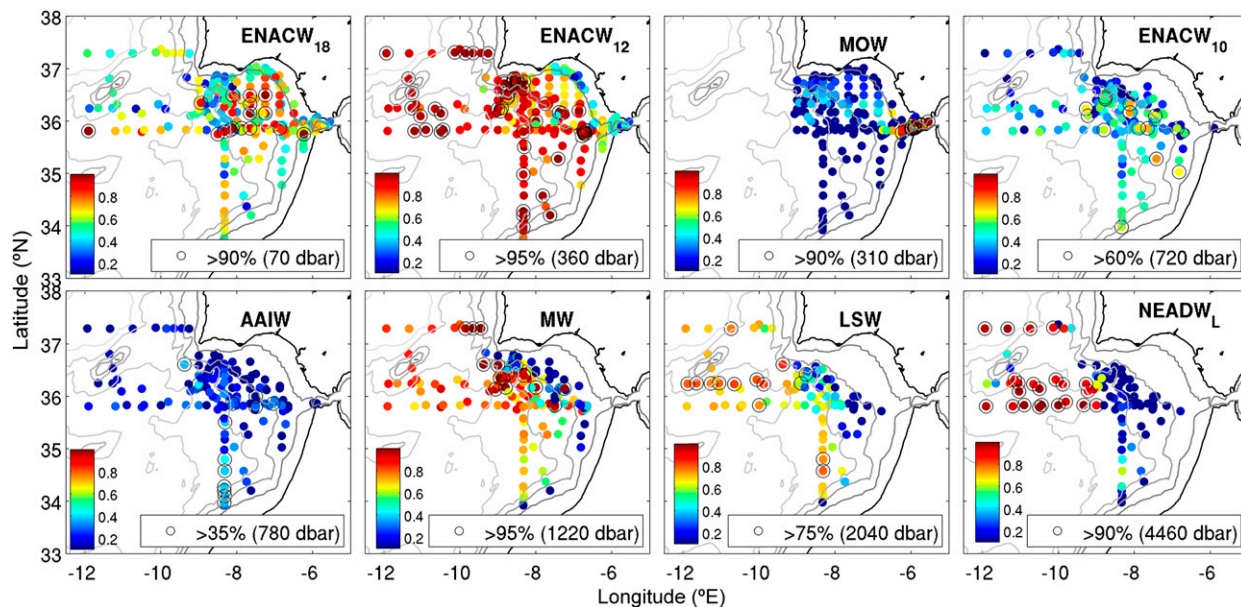 38
37
36
35
34
33
ENACW18
0.8
0.6
0.4
0.2
>90% (70 dbar)
ENACW12
0.8
0.6
0.4
0.2
>95% (360 dbar)
MOW
0.8
0.6
0.4
0.2
>90% (310 dbar)
ENACW10
0.8
0.6
0.4
0.2
>60% (720 dbar)
Latitude (ºN)
38
37
36
35
34
33
AAIW
0.8
0.6
0.4
0.2
>35% (780 dbar)
MW
0.8
0.6
0.4
0.2
>95% (1220 dbar)
LSW
0.8
0.6
0.4
0.2
>75% (2040 dbar)
NEADWL
0.8
0.6
0.4
0.2
>90% (4460 dbar)
-12 -10 -8 -6 -12 -10 -8 -6 -12 -10 -8 -6 -12 -10 -8 -6
Longitude (ºE)